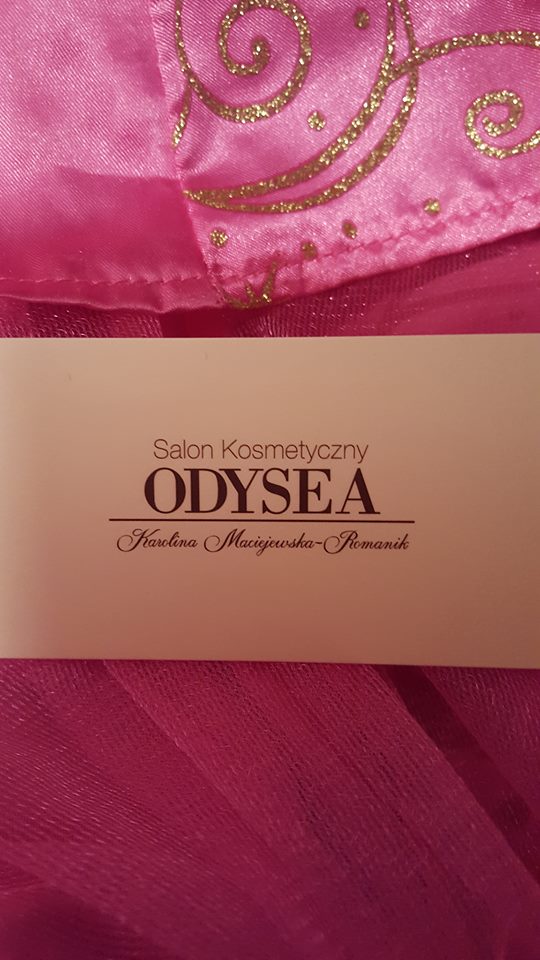 Salon Kosmetyczny
ODYSEA
Karolina Maciejewska-Romanik